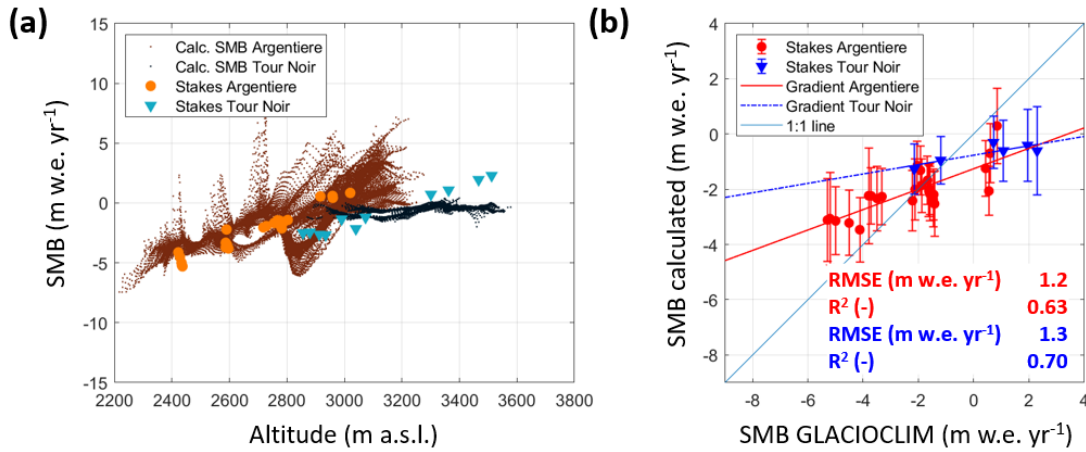 (a)
15
10
5
0
-5
-10
-15
SMB (m w.e. yr-1)
Calc. SMB Argentiere
Calc. SMB Tour Noir
Stakes Argentiere
Stakes Tour Noir
2200 2400 2600 2800 3000 3200 3400 3600 3800
Altitude (m a.s.l.)
(b)
4
2
0
-2
-4
-6
-8
SMB calculated (m w.e. yr-1)
Stakes Argentiere
Stakes Tour Noir
Gradient Argentiere
Gradient Tour Noir
1:1 line
RMSE (m w.e. yr-1) 1.2
R2 (-) 0.63
RMSE (m w.e. yr-1) 1.3
R2 (-) 0.70
-8 -6 -4 -2 0 2 4
SMB GLACIOCLIM (m w.e. yr-1)